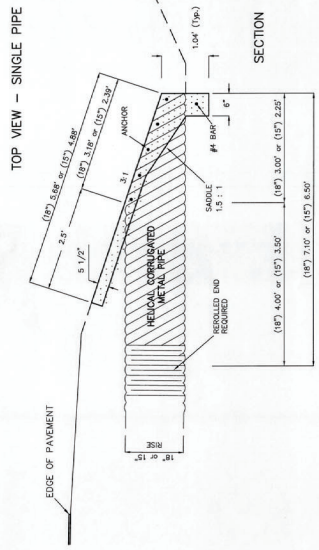 TOP VIEW - SINGLE PIPE
EDGE OF PAVEMENT
(18") 5.68' or (15") 4.88'
(18") 3.18' or (15") 2.39'
2.5'
5 1/2"
3:1
ANCHOR
1.04' (Typ.)
HELICAL CORRUGATED
METAL PIPE
6"
#4 BAR
SADDLE
1.5 : 1
18" or 15"
RISE
REROLLED END
REQUIRED
(18") 4.00' or (15") 3.50'
(18") 3.00' or (15") 2.25'
(18") 7.10' or (15") 6.50'
SECTION